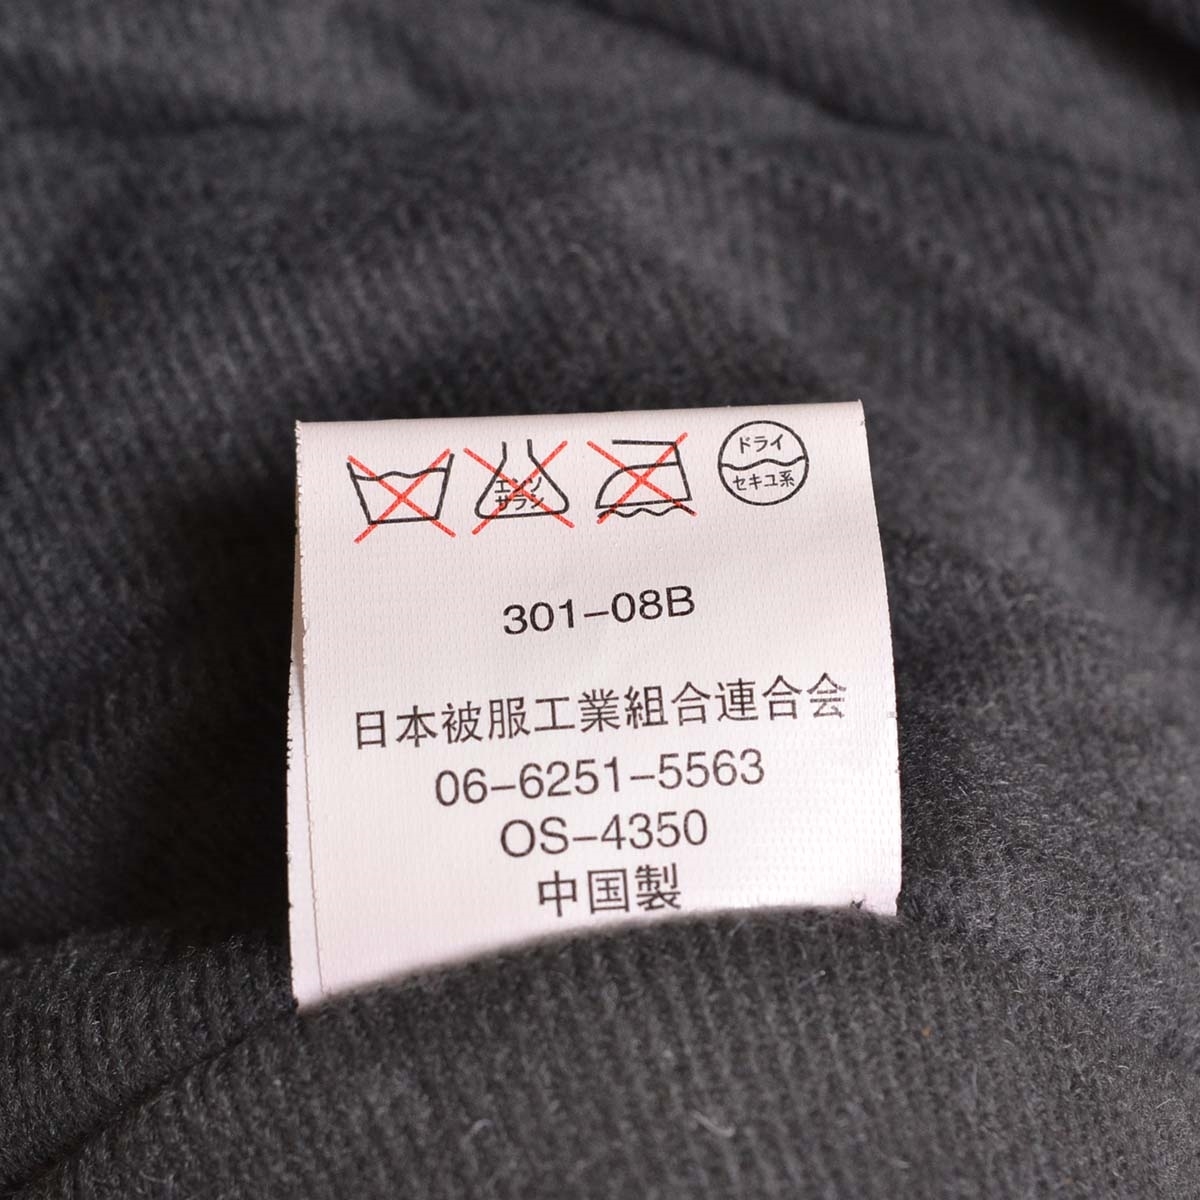 エンソ
サラシ
ドライ
セキユ系
301-08B
日本被服工業組合連合会
06-6251-5563
OS-4350
中国製